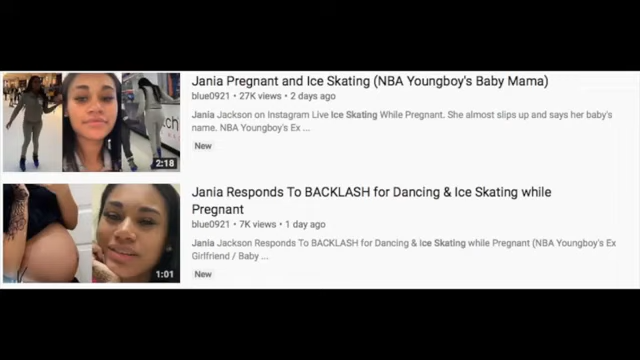 Jania Pregnant and Ice Skating (NBA Youngboy's Baby Mama)
blue0921 • 27K views • 2 days ago
Jania Jackson on Instagram Live Ice Skating While Pregnant. She almost slips up and says her baby's
name. NBA Youngboy's Ex ...
New
ch
2:18
Jania Responds To BACKLASH for Dancing & Ice Skating while
Pregnant
blue0921 • 7K views • 1 day ago
Jania Jackson Responds To BACKLASH for Dancing & Ice Skating while Pregnant (NBA Youngboy's Ex
Girlfriend / Baby ...
New
1:01